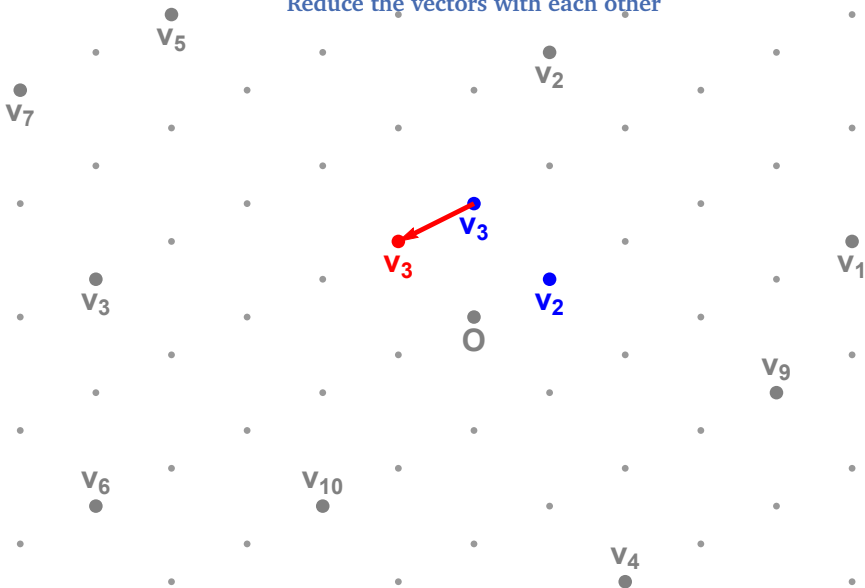 Reduce the vectors with each other
v5
v2
v7
v3
v3
v1
v3
v2
O
v9
v6
v10
v4